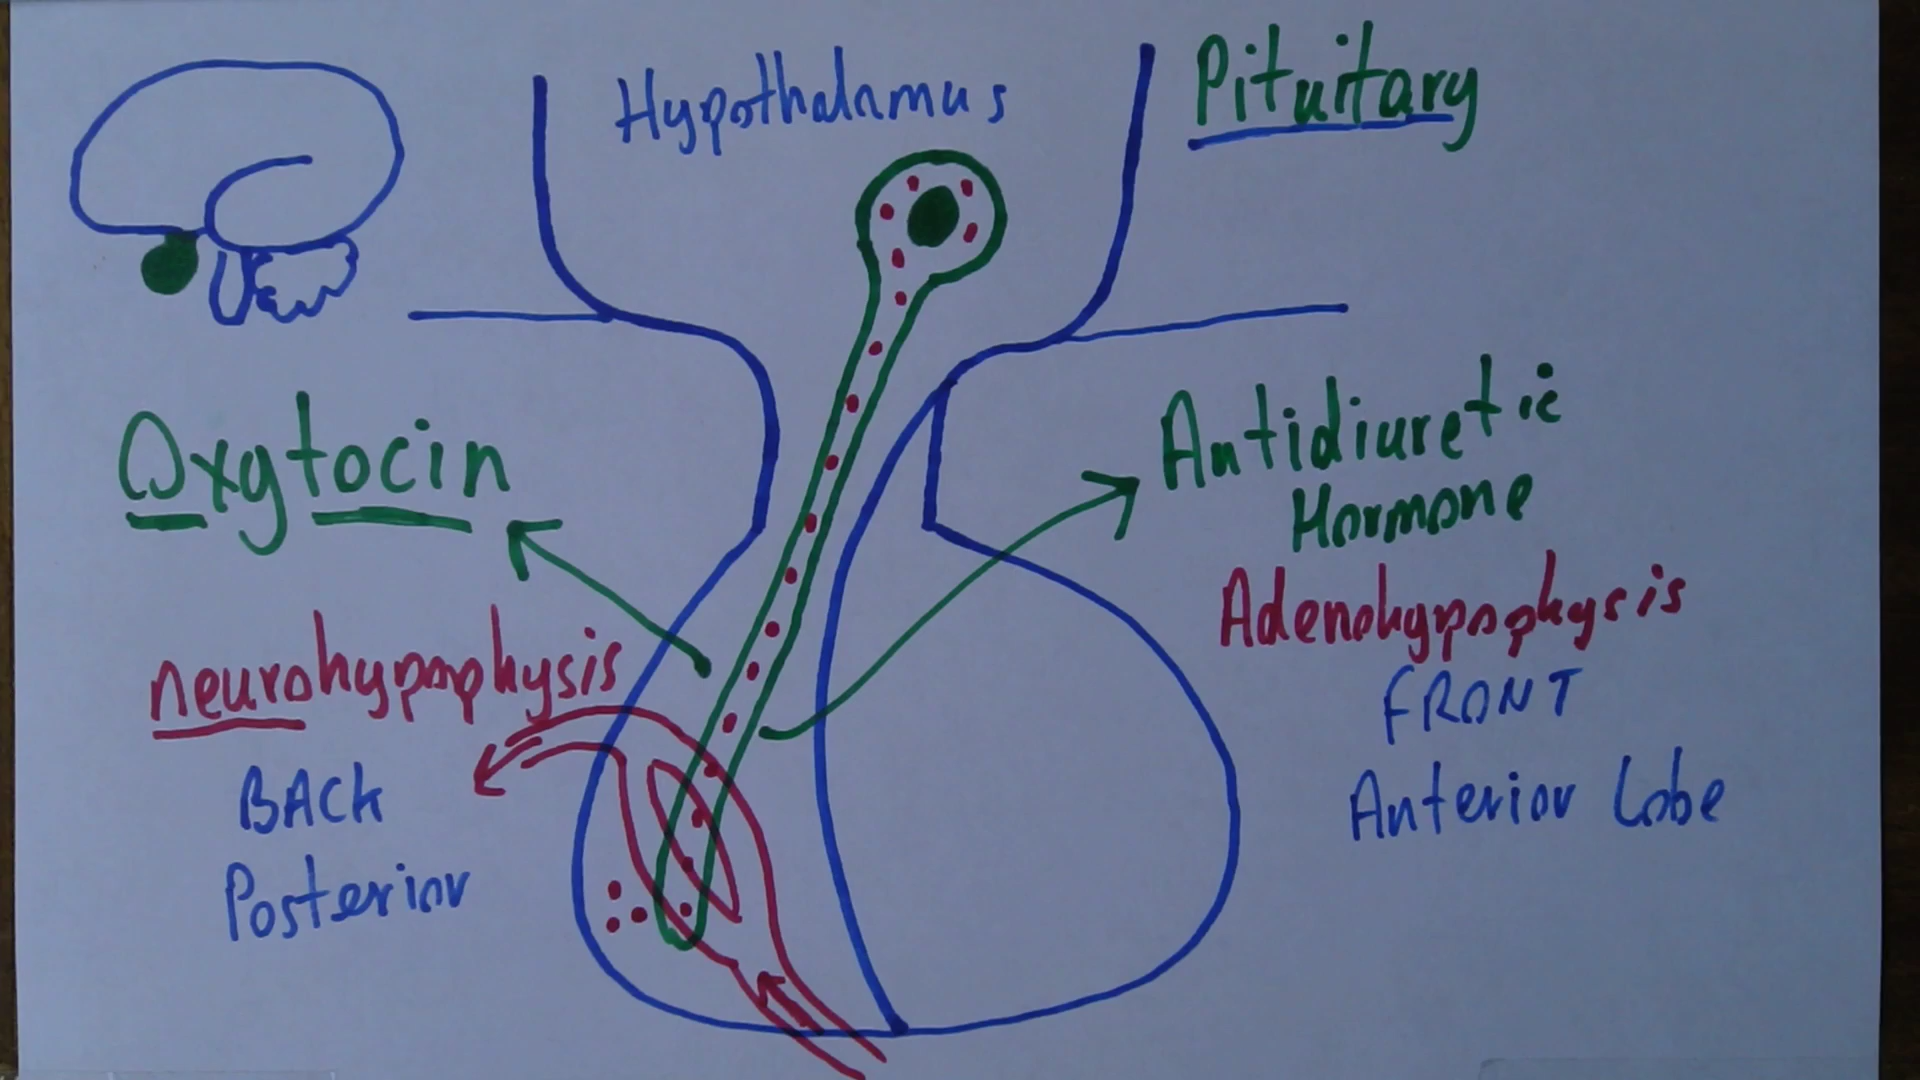 Hypothalamus
Pituitary
Oxytocin
Antidiuretic
Hormone
neurohypophysis
BACK
Posterior
Adenohypophysis
FRONT
Anterior Lobe